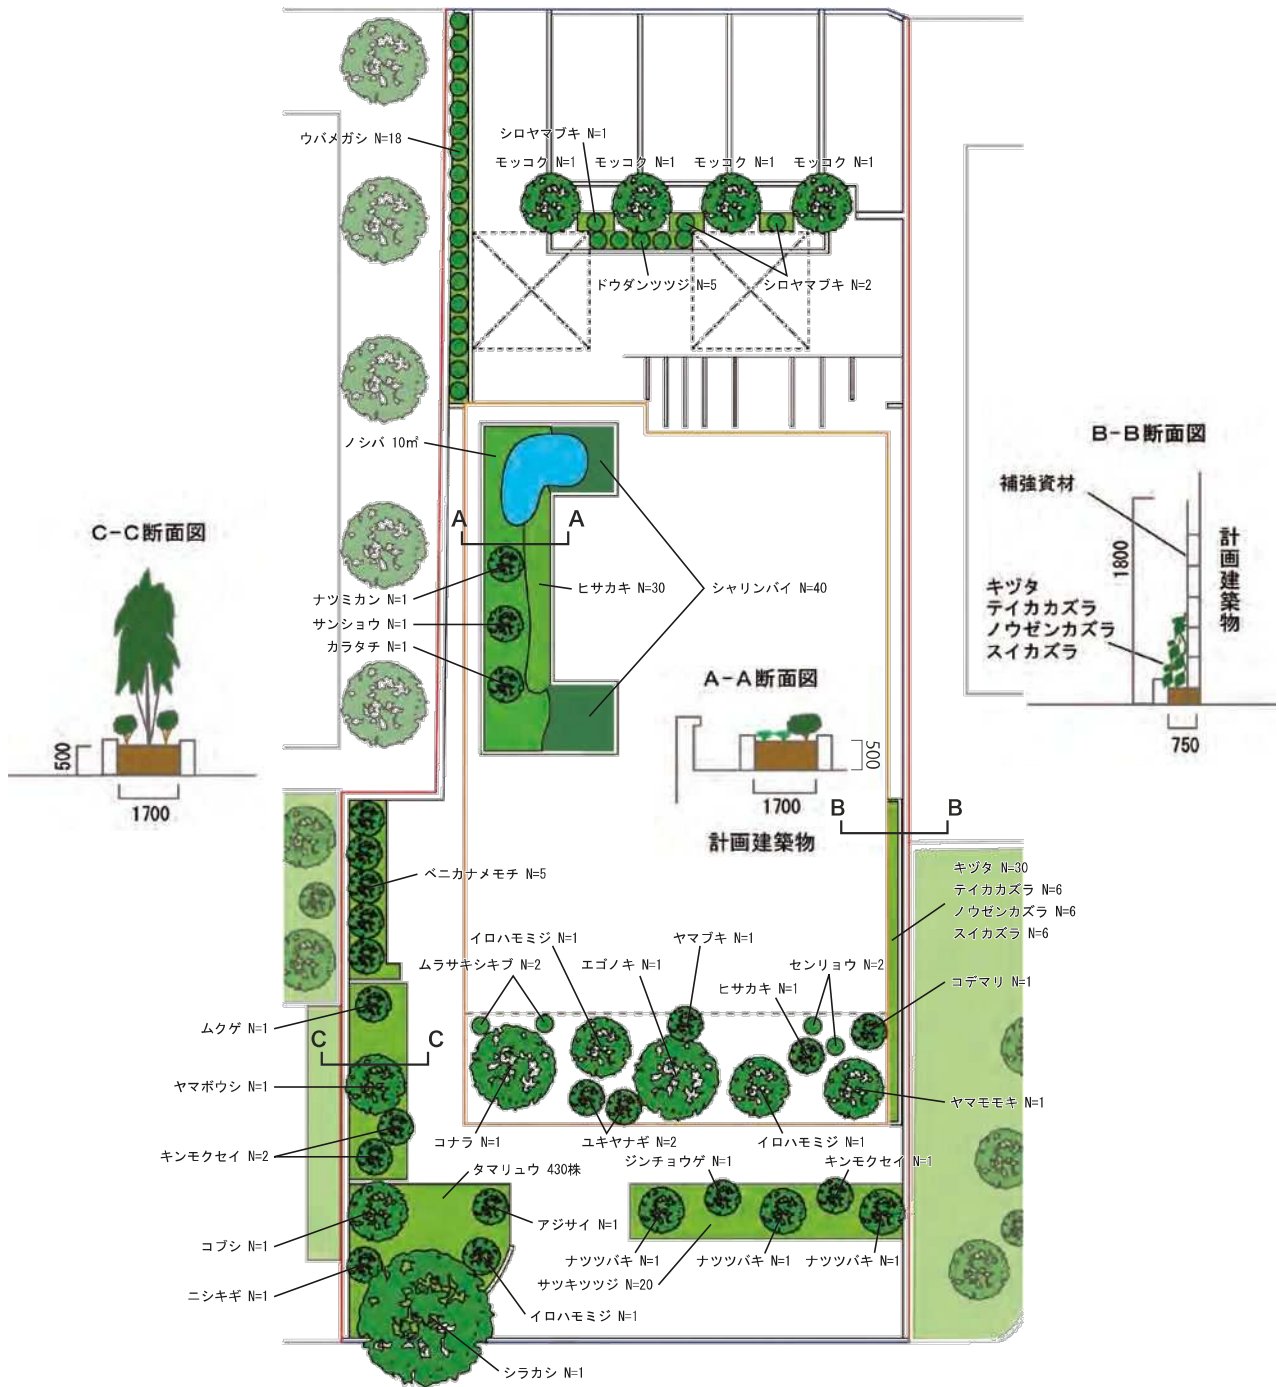 ウバメガシ N=18
シロヤマブキ N=1
モッコク N=1
モッコク N=1
モッコク N=1
モッコク N=1
ドウダンツツジ N=5
シロヤマブキ N=2
ノシバ 10㎡
A
A
ナツミカン N=1
サンショウ N=1
カラタチ N=1
ヒサカキ N=30
シャリンバイ N=40
B-B断面図
補強資材
1800
計画建築物
キヅタ
テイカカズラ
ノウゼンカズラ
スイカズラ
750
C-C断面図
500
1700
A-A断面図
500
1700
計画建築物
B
B
ベニカナメモチ N=5
キヅタ N=30
テイカカズラ N=6
ノウゼンカズラ N=6
スイカズラ N=6
イロハモミジ N=1
ヤマブキ N=1
ムラサキシキブ N=2
エゴノキ N=1
センリョウ N=2
ヒサカキ N=1
コデマリ N=1
ムクゲ N=1
C
C
ヤマボウシ N=1
ヤマモモキ N=1
キンモクセイ N=2
コナラ N=1
ユキヤナギ N=2
イロハモミジ N=1
タマリュウ 430株
ジンチョウゲ N=1
キンモクセイ N=1
アジサイ N=1
コブシ N=1
ナツツバキ N=1
ナツツバキ N=1
ナツツバキ N=1
サツキツツジ N=20
ニシキギ N=1
イロハモミジ N=1
シラカシ N=1